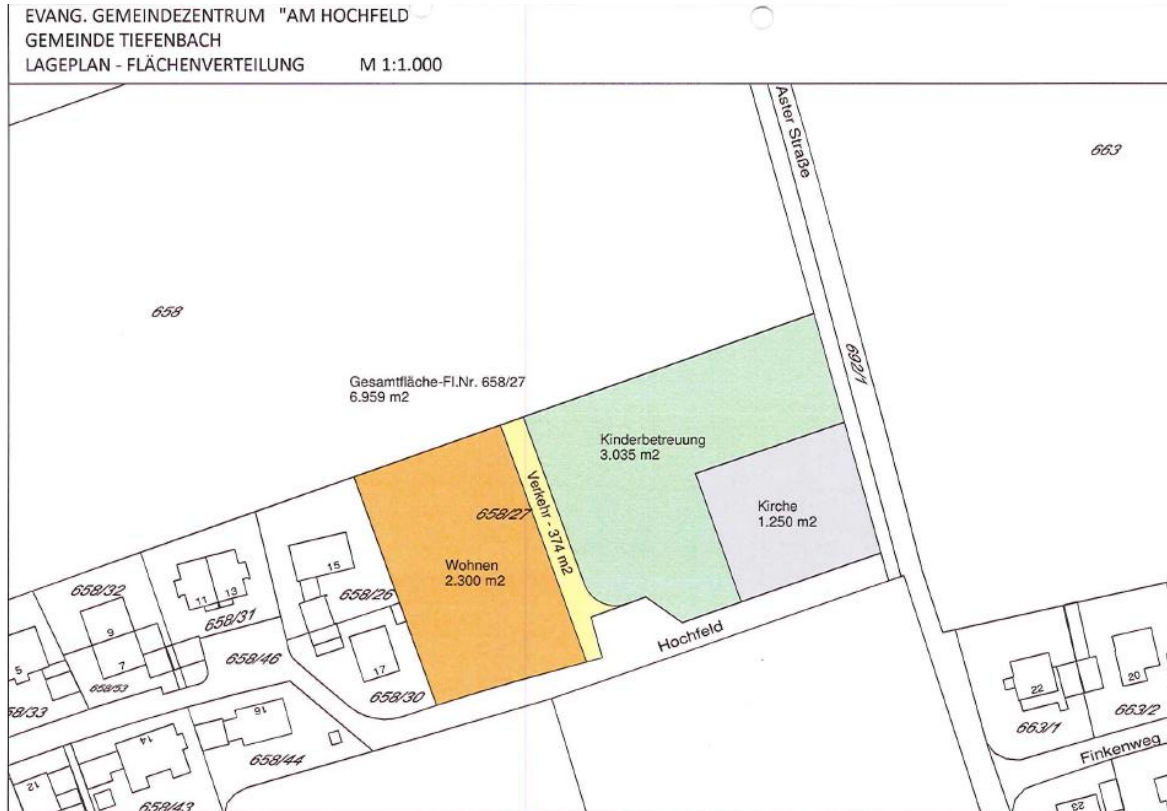 EVANG. GEMEINDEZENTRUM "AM HOCHFELD
GEMEINDE TIEFENBACH
LAGEPLAN - FLÄCHENVERTEILUNG M 1:1.000
Aster Straße
663
658
692/1
Gesamtfläche-Fl.Nr. 658/27
6.959 m2
Kinderbetreuung
3.035 m2
Verkehr - 374 m2
658/27
Kirche
1.250 m2
Wohnen
2.300 m2
15
658/26
11
13
658/31
658/32
9
7
658/53
5
58/33
658/46
17
658/30
Hochfeld
16
658/44
14
12
658/43
22
20
663/1
663/2
Finkenweg
23